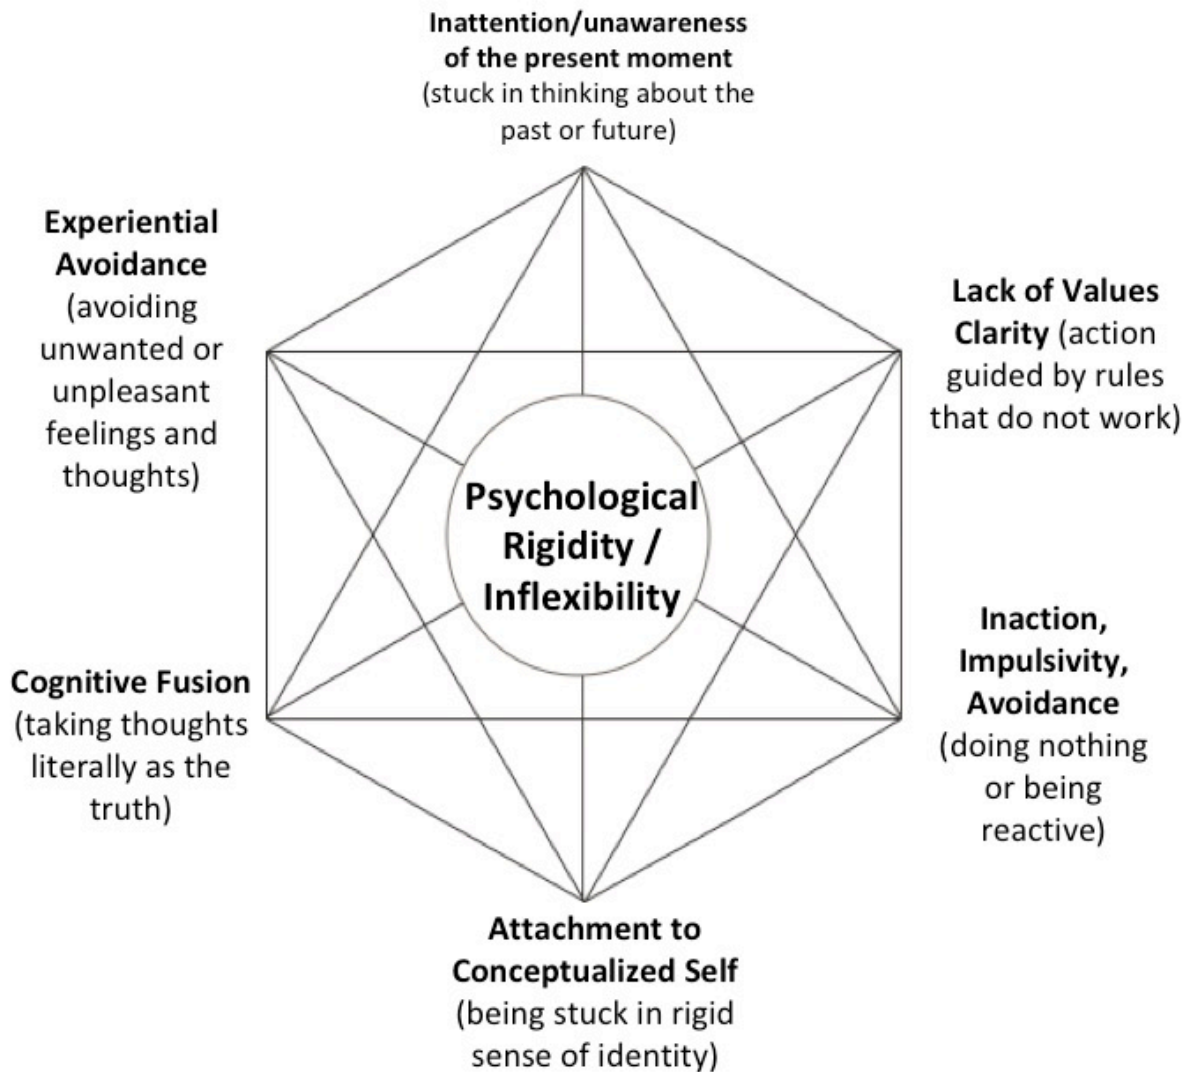 Inattention/unawareness
of the present moment
(stuck in thinking about the
past or future)
Experiential
Avoidance
(avoiding
unwanted or
unpleasant
feelings and
thoughts)
Lack of Values
Clarity (action
guided by rules
that do not work)
Psychological
Rigidity /
Inflexibility
Cognitive Fusion
(taking thoughts
literally as the
truth)
Inaction,
Impulsivity,
Avoidance
(doing nothing
or being
reactive)
Attachment to
Conceptualized Self
(being stuck in rigid
sense of identity)